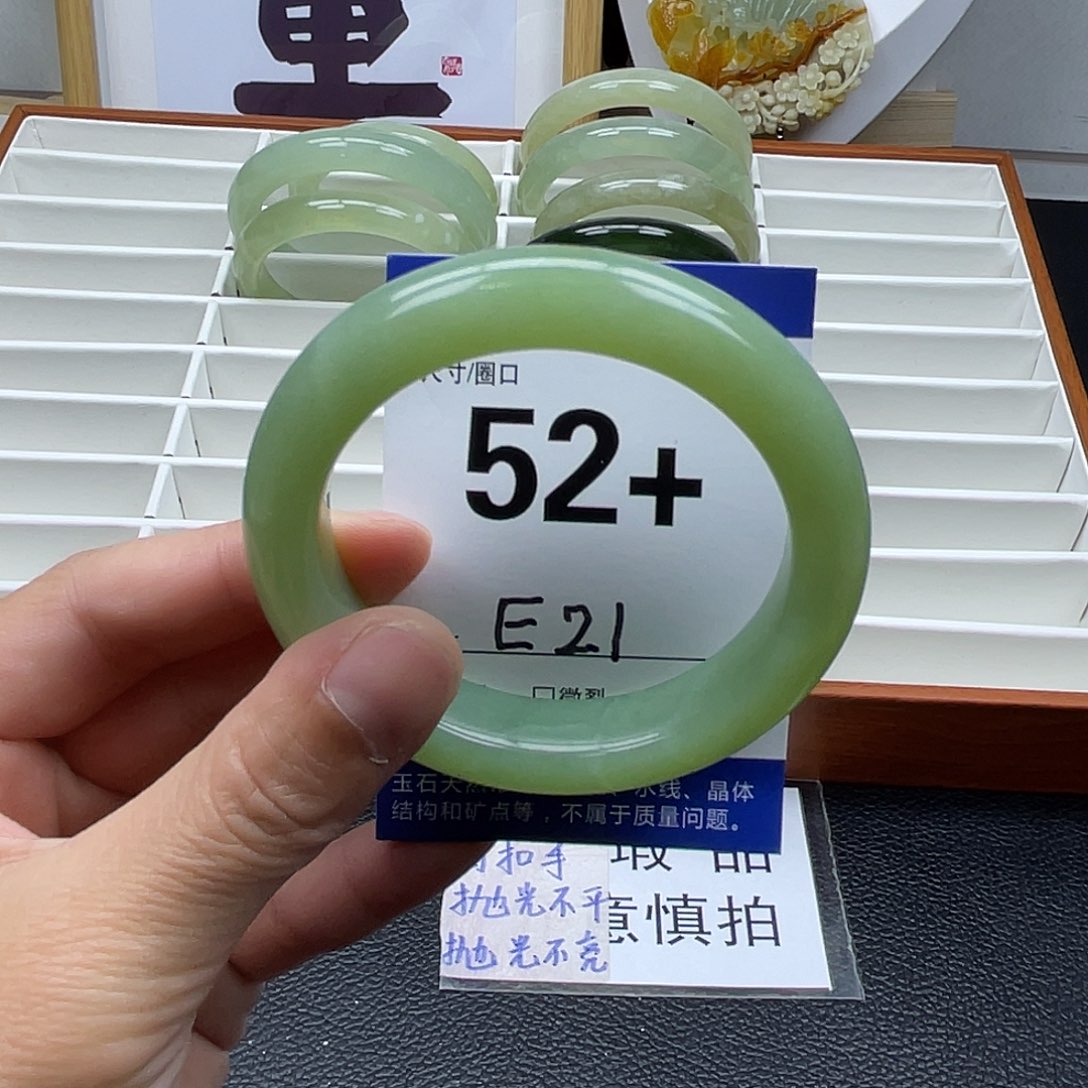 尺寸/圈口
52+
E21
微裂
玉石天然 水线、晶体
结构和矿点等，不属于质量问题。
扣手 瑕品
抛光不平 意慎拍
抛光不亮